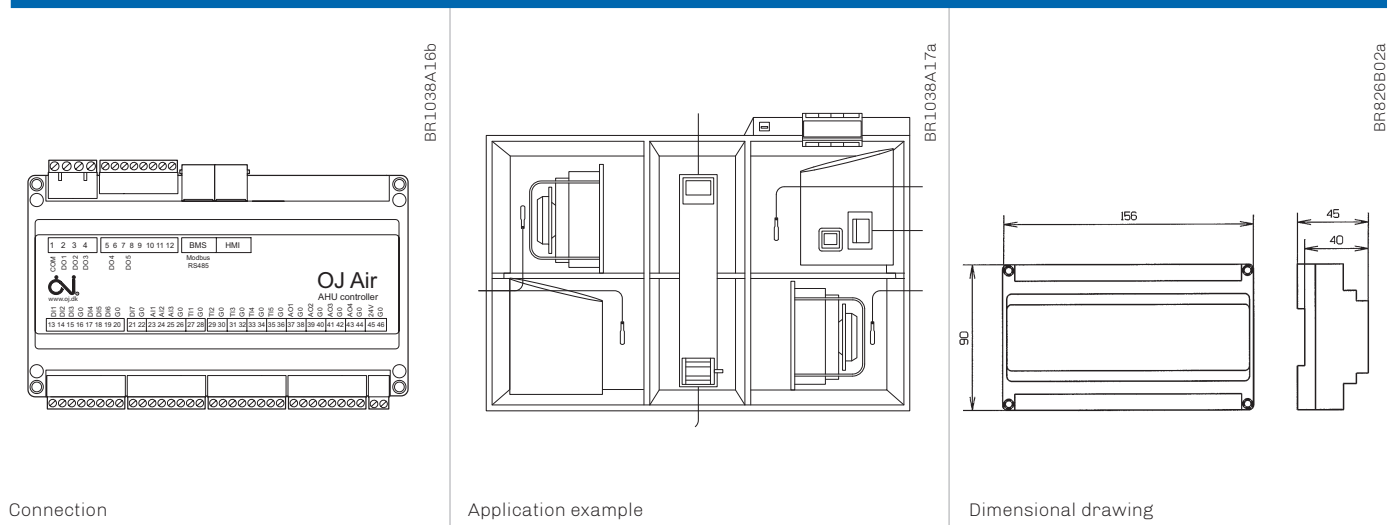 BR1038A16b
1 2 3 4 5 6 7 8 9 10 11 12 BMS HMI
COM DO1 DO2 DO3 DO4 DO5 Modbus
RS485
OJ
www.oj.dk
OJ Air
AHU controller
DI1 DI2 DI3 G0 DI4 DI5 DI6 G0 DI7 G0 AI1 AI2 AI3 G0 TI1 G0 TI2 G0 TI3 G0 TI4 G0 TI5 G0 AO1 G0 AO2 G0 AO3 G0 AO4 G0 24V G0
13 14 15 16 17 18 19 20 21 22 23 24 25 26 27 28 29 30 31 32 33 34 35 36 37 38 39 40 41 42 43 44 45 46
Connection
BR1038A17a
Application example
BR826B02a
156
45
40
90
Dimensional drawing